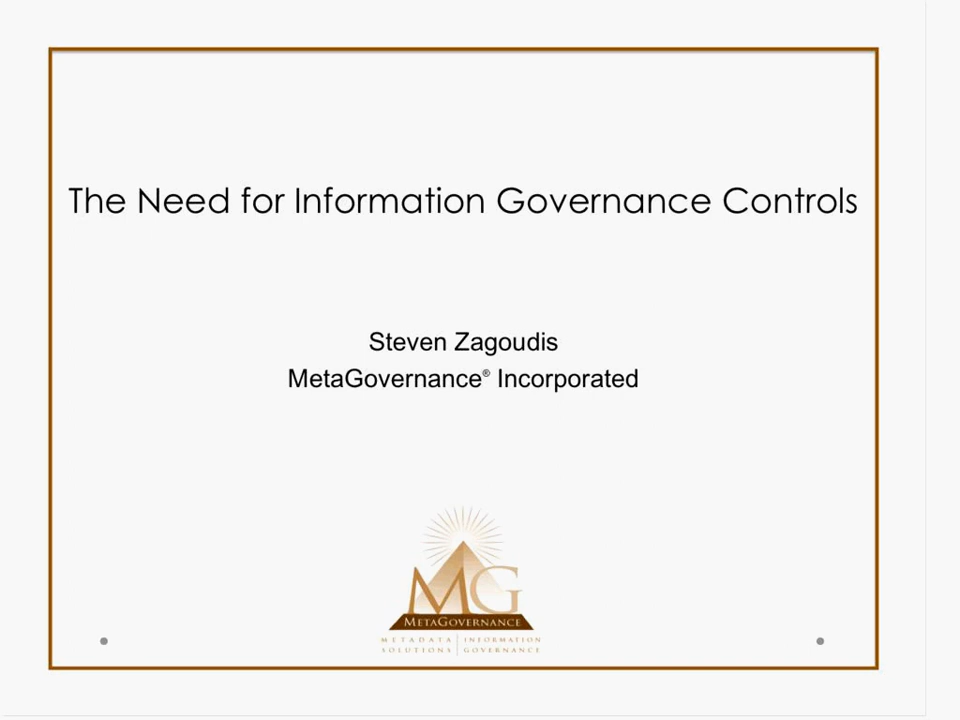 The Need for Information Governance Controls
Steven Zagoudis
MetaGovernance® Incorporated
MG
METAGOVERNANCE
METADATA | INFORMATION
SOLUTIONS | GOVERNANCE